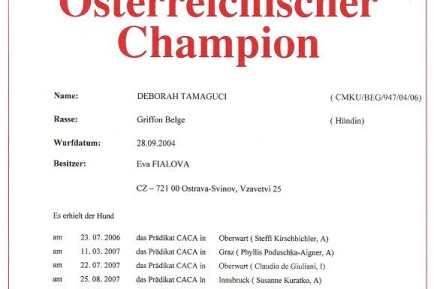 Österreichischer
Champion
Name: DEBORAH TAMAGUCI ( CMKU/BEG/947/04/06)
Rasse: Griffon Belge ( Hündin)
Wurfdatum: 28.09.2004
Besitzer: Eva FIALOVA
CZ – 721 00 Ostrava-Svinov, Vzavetví 25
Es erhielt der Hund
am 23. 07. 2006 das Prädikat CACA in Oberwart ( Steffi Kirschbichler, A)
am 11. 03. 2007 das Prädikat CACA in Graz ( Phyllis Poduschka-Aigner, A)
am 22. 07. 2007 das Prädikat CACA in Oberwart ( Claudio de Giuliani, I)
am 25. 08. 2007 das Prädikat CACA in Innsbruck ( Susanne Kuratko, A)